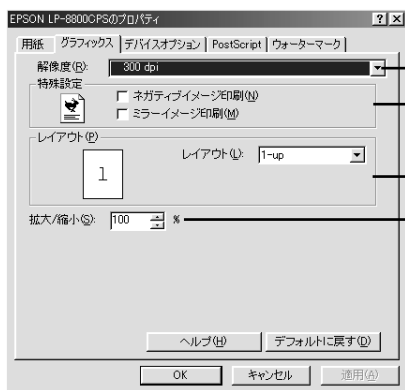 EPSON LP-8800CPSのプロパティ ? ×
用紙 グラフィックス デバイスオプション PostScript ウォーターマーク
解像度(R): 300 dpi
特殊設定
ネガティブイメージ印刷(N)
ミラーイメージ印刷(M)
レイアウト(P)
レイアウト(L): 1-up
1
拡大/縮小(S): 100 %
ヘルプ(H) デフォルトに戻す(D)
OK キャンセル 適用(A)